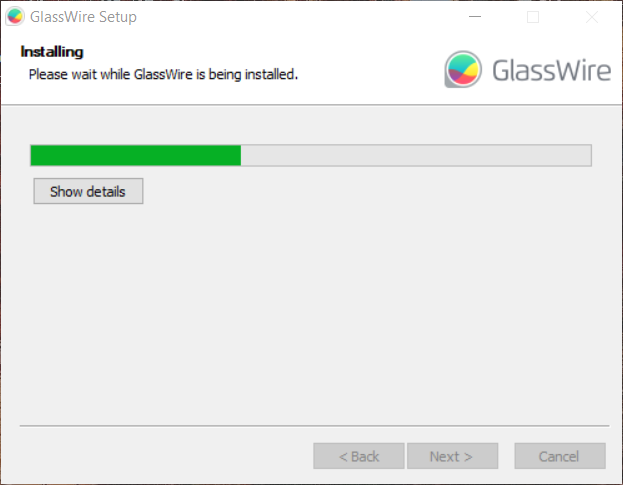 GlassWire Setup
Installing
Please wait while GlassWire is being installed.
GlassWire
Show details
< Back
Next >
Cancel